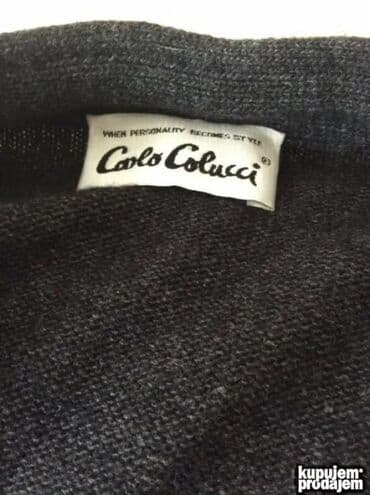 WHEN PERSONALITY BECOMES STYLE
Carlo Colucci ®
kupujem
prodajem